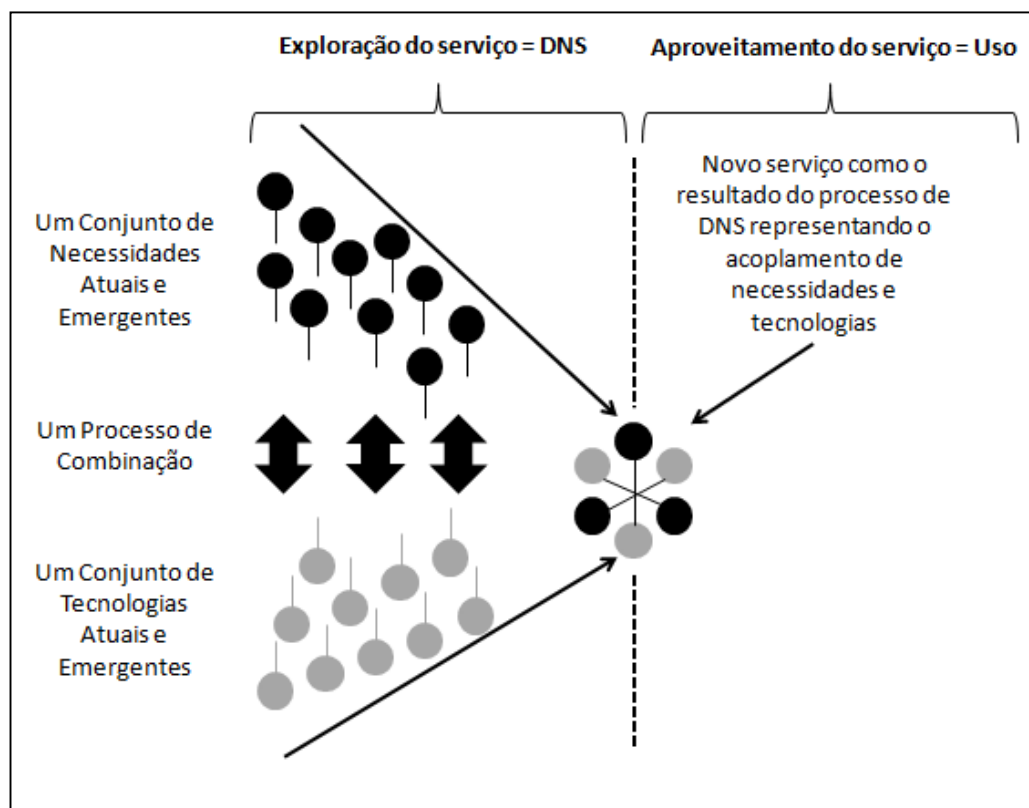 Exploração do serviço = DNS
Aproveitamento do serviço = Uso
Um Conjunto de
Necessidades
Atuais e
Emergentes
Novo serviço como o
resultado do processo de
DNS representando o
acoplamento de
necessidades e
tecnologias
Um Processo de
Combinação
Um Conjunto de
Tecnologias
Atuais e
Emergentes